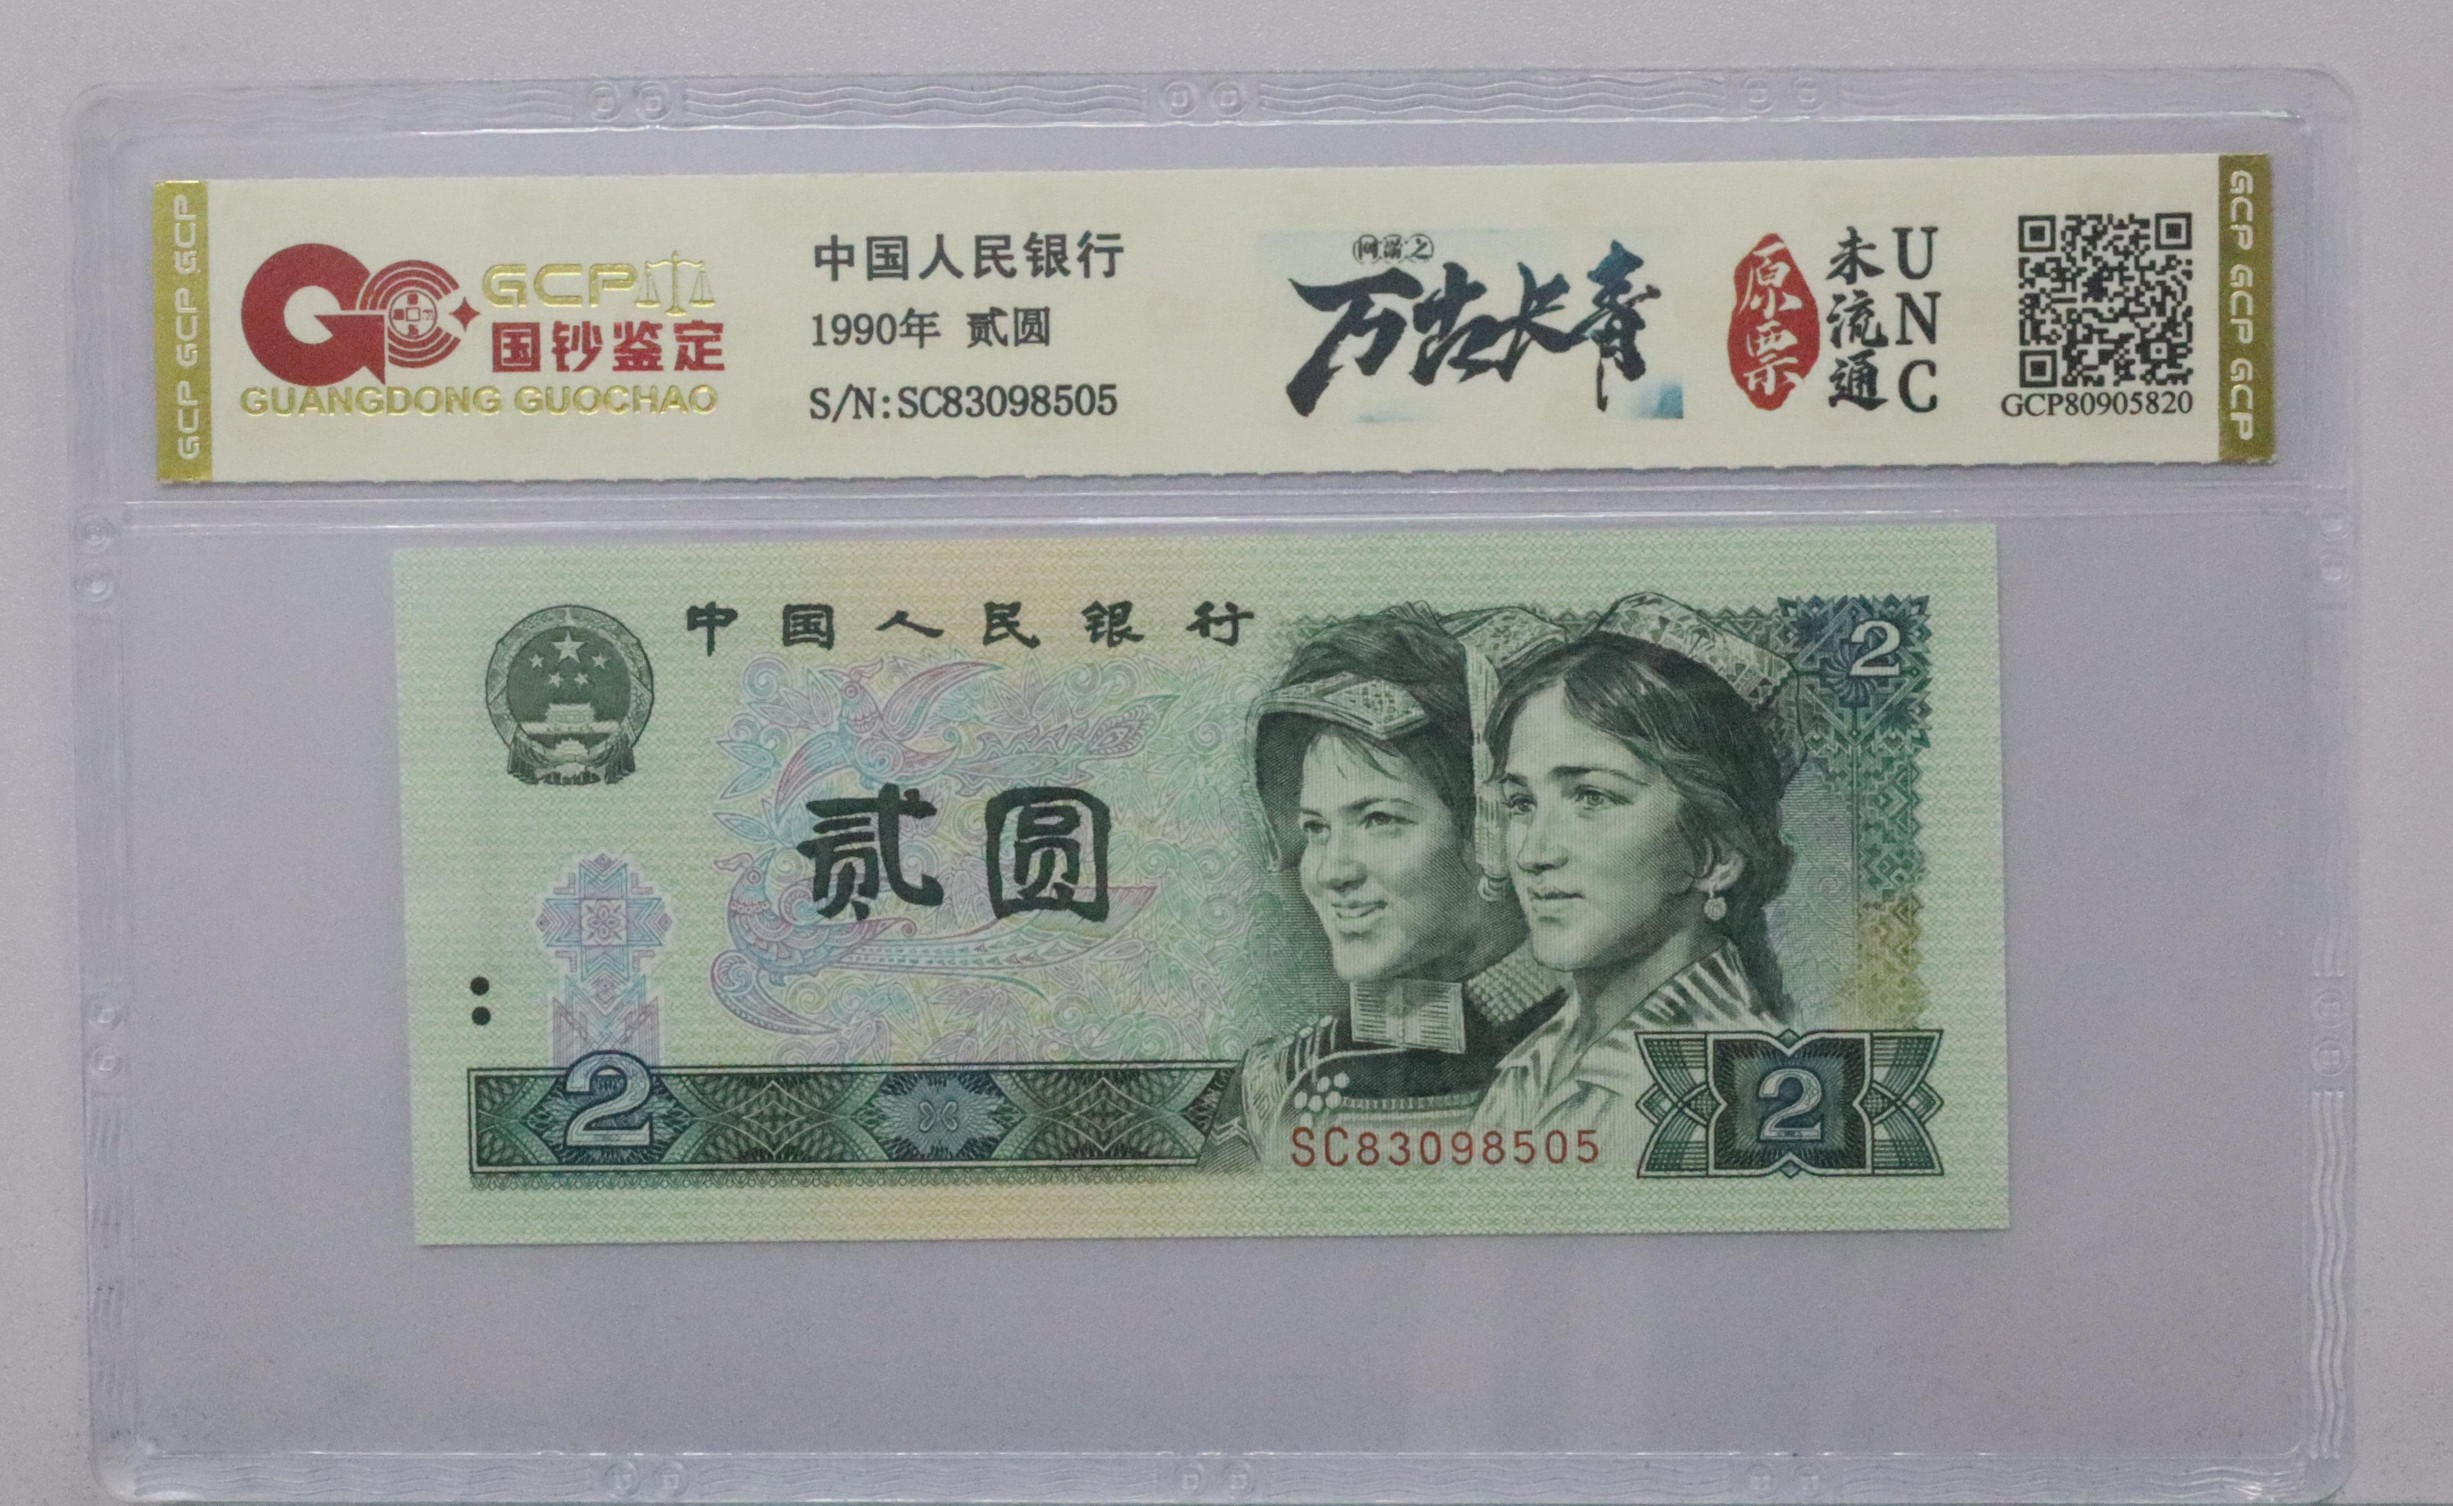 GCP GCP GCP
GCP
国钞鉴定
GUANGDONG GUOCHAO
中国人民银行
1990年 贰圆
S/N:SC83098505
万古长青
原票
未流通
UNC
GCP80905820
GCP GCP GCP
中国人民银行
2
贰圆
2
SC83098505
2